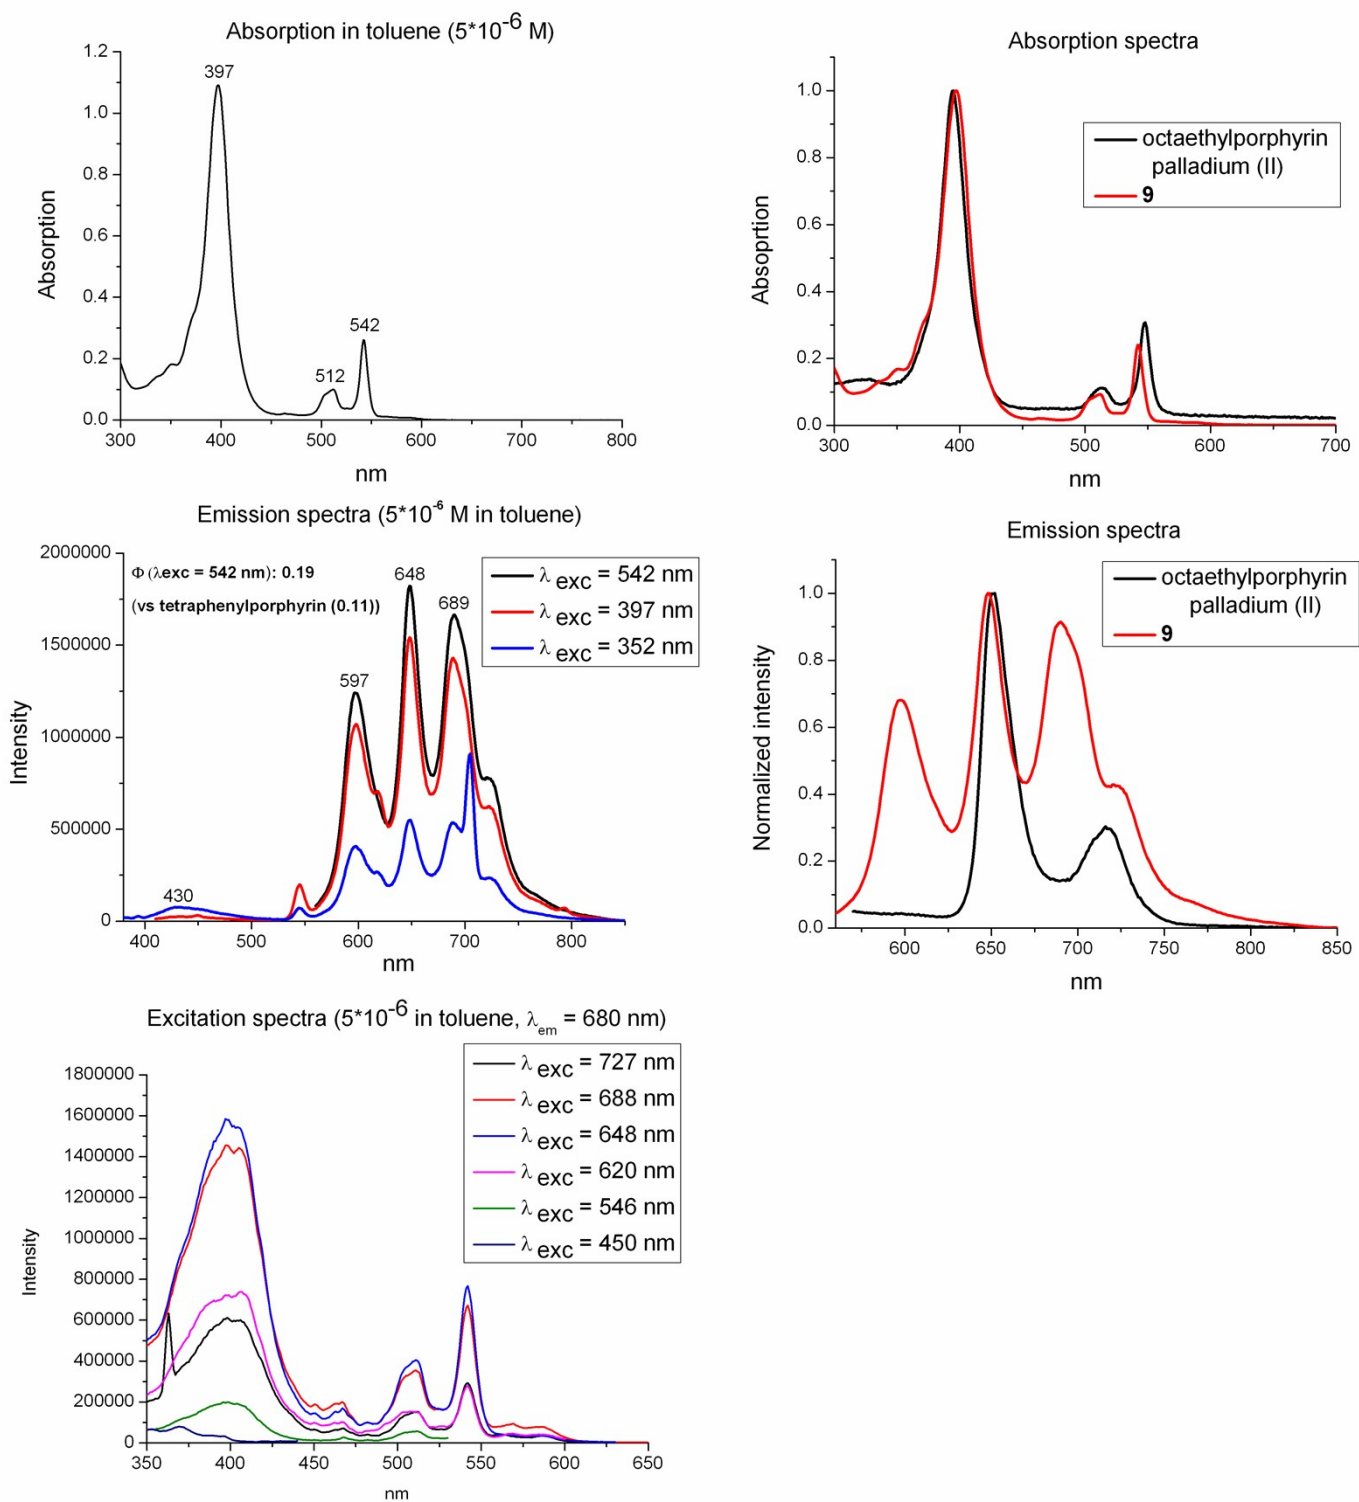 Absorption in toluene (5*10-6 M)
1.2
1.0
0.8
0.6
0.4
0.2
0.0
Absorption
397
512
542
300 400 500 600 700 800
nm
Absorption spectra
1.0
0.8
0.6
0.4
0.2
0.0
Absoprtion
octaethylporphyrin
palladium (II)
9
300 400 500 600 700
nm
Emission spectra (5*10-6 M in toluene)
2000000
1500000
1000000
500000
0
Intensity
Φ (λexc = 542 nm): 0.19
(vs tetraphenylporphyrin (0.11))
648
689
597
430
λ exc = 542 nm
λ exc = 397 nm
λ exc = 352 nm
400 500 600 700 800
nm
Emission spectra
1.0
0.8
0.6
0.4
0.2
0.0
Normalized intensity
octaethylporphyrin
palladium (II)
9
600 650 700 750 800 850
nm
Excitation spectra (5*10-6 in toluene, λem = 680 nm)
1800000
1600000
1400000
1200000
1000000
800000
600000
400000
200000
0
Intensity
λ exc = 727 nm
λ exc = 688 nm
λ exc = 648 nm
λ exc = 620 nm
λ exc = 546 nm
λ exc = 450 nm
350 400 450 500 550 600 650
nm